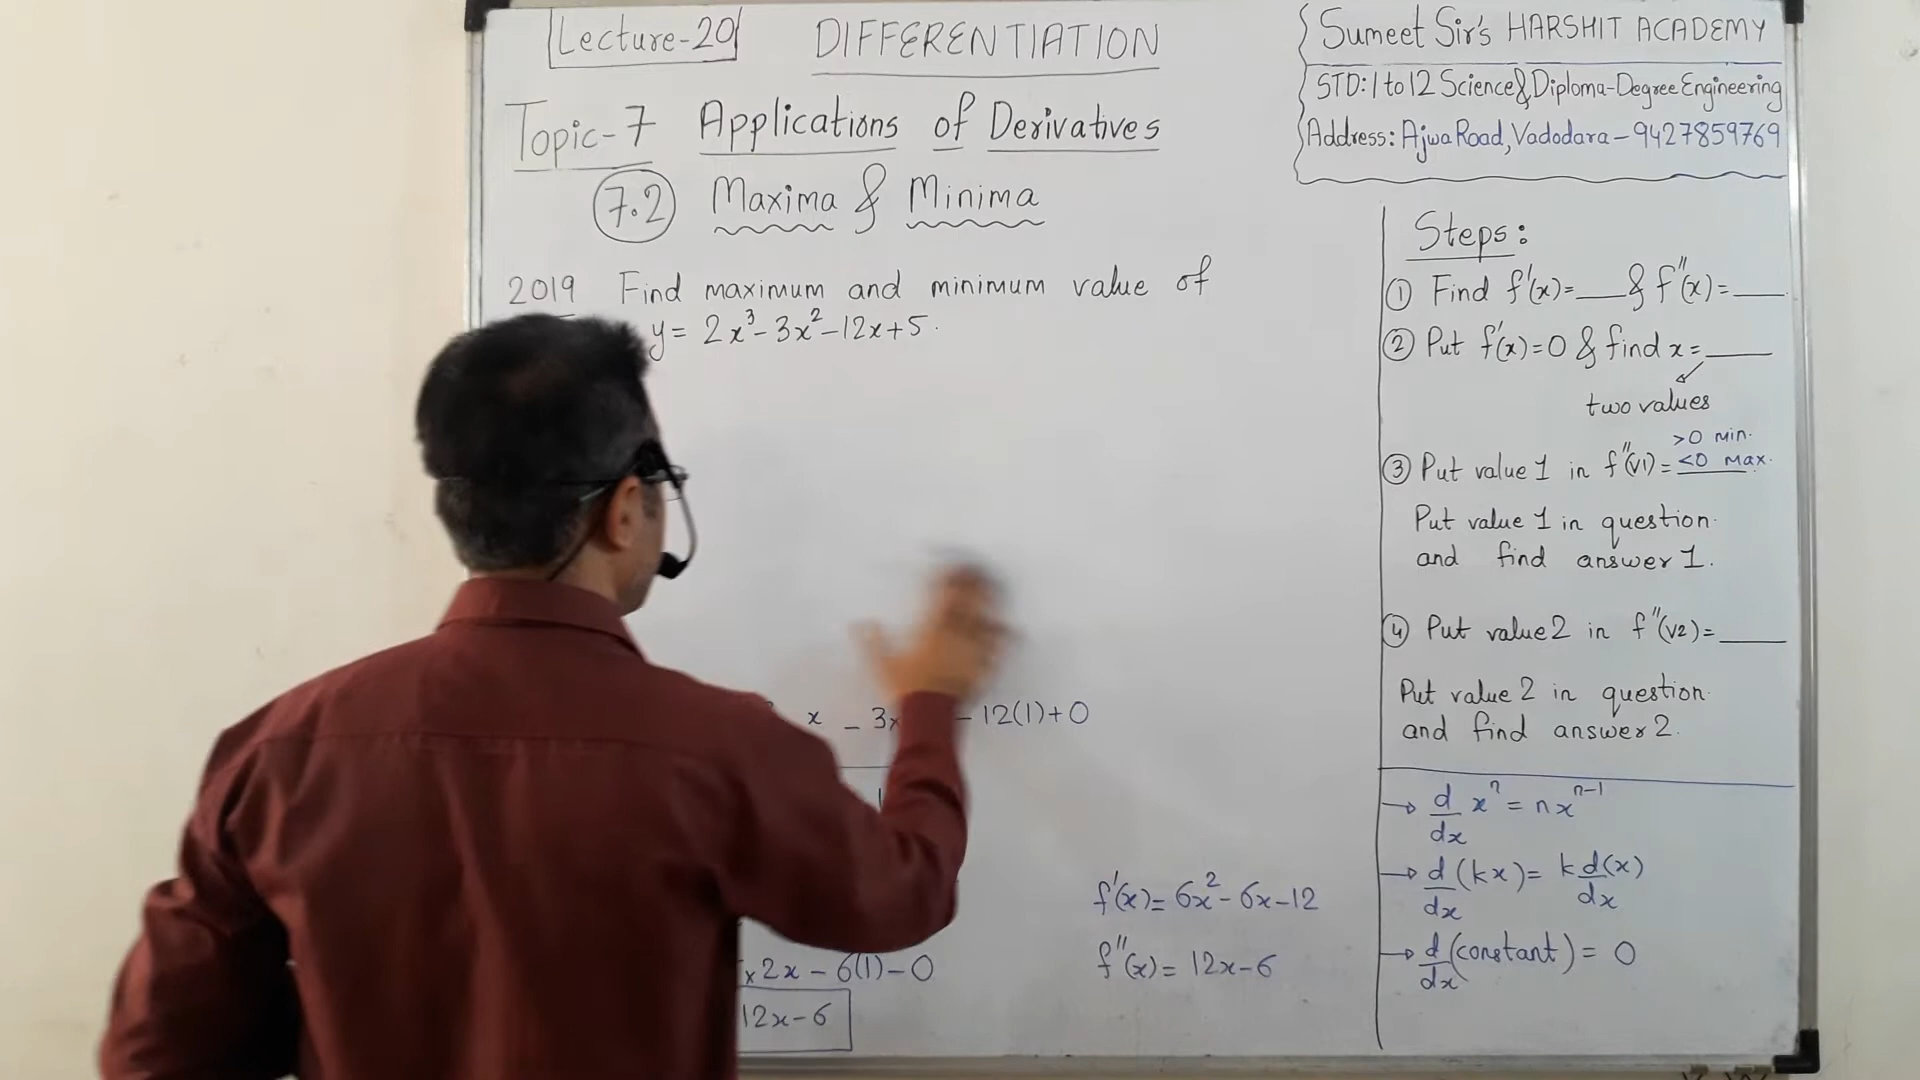 Lecture-20 DIFFERENTIATION
Topic-7 Applications of Derivatives
7.2 Maxima & Minima
2019 Find maximum and minimum value of
y= 2x³-3x²-12x+5.
x - 3x - 12(1)+0
x2x - 6(1)-0
12x-6
f'(x)= 6x²-6x-12
f''(x)= 12x-6
Sumeet Sir's HARSHIT ACADEMY
STD: 1 to 12 Science & Diploma-Degree Engineering
Address: Ajwa Road, Vadodara - 9427859769
Steps:
① Find f'(x)=___ & f''(x)=___
② Put f'(x)=0 & find x=___
two values
>0 min.
③ Put value 1 in f''(v1)= <0 max.
Put value 1 in question
and find answer 1.
④ Put value 2 in f''(v2)=___
Put value 2 in question
and find answer 2.
→ d/dx xⁿ = nxⁿ⁻¹
→ d/dx (kx)= k d(x)/dx
→ d/dx (constant)= 0